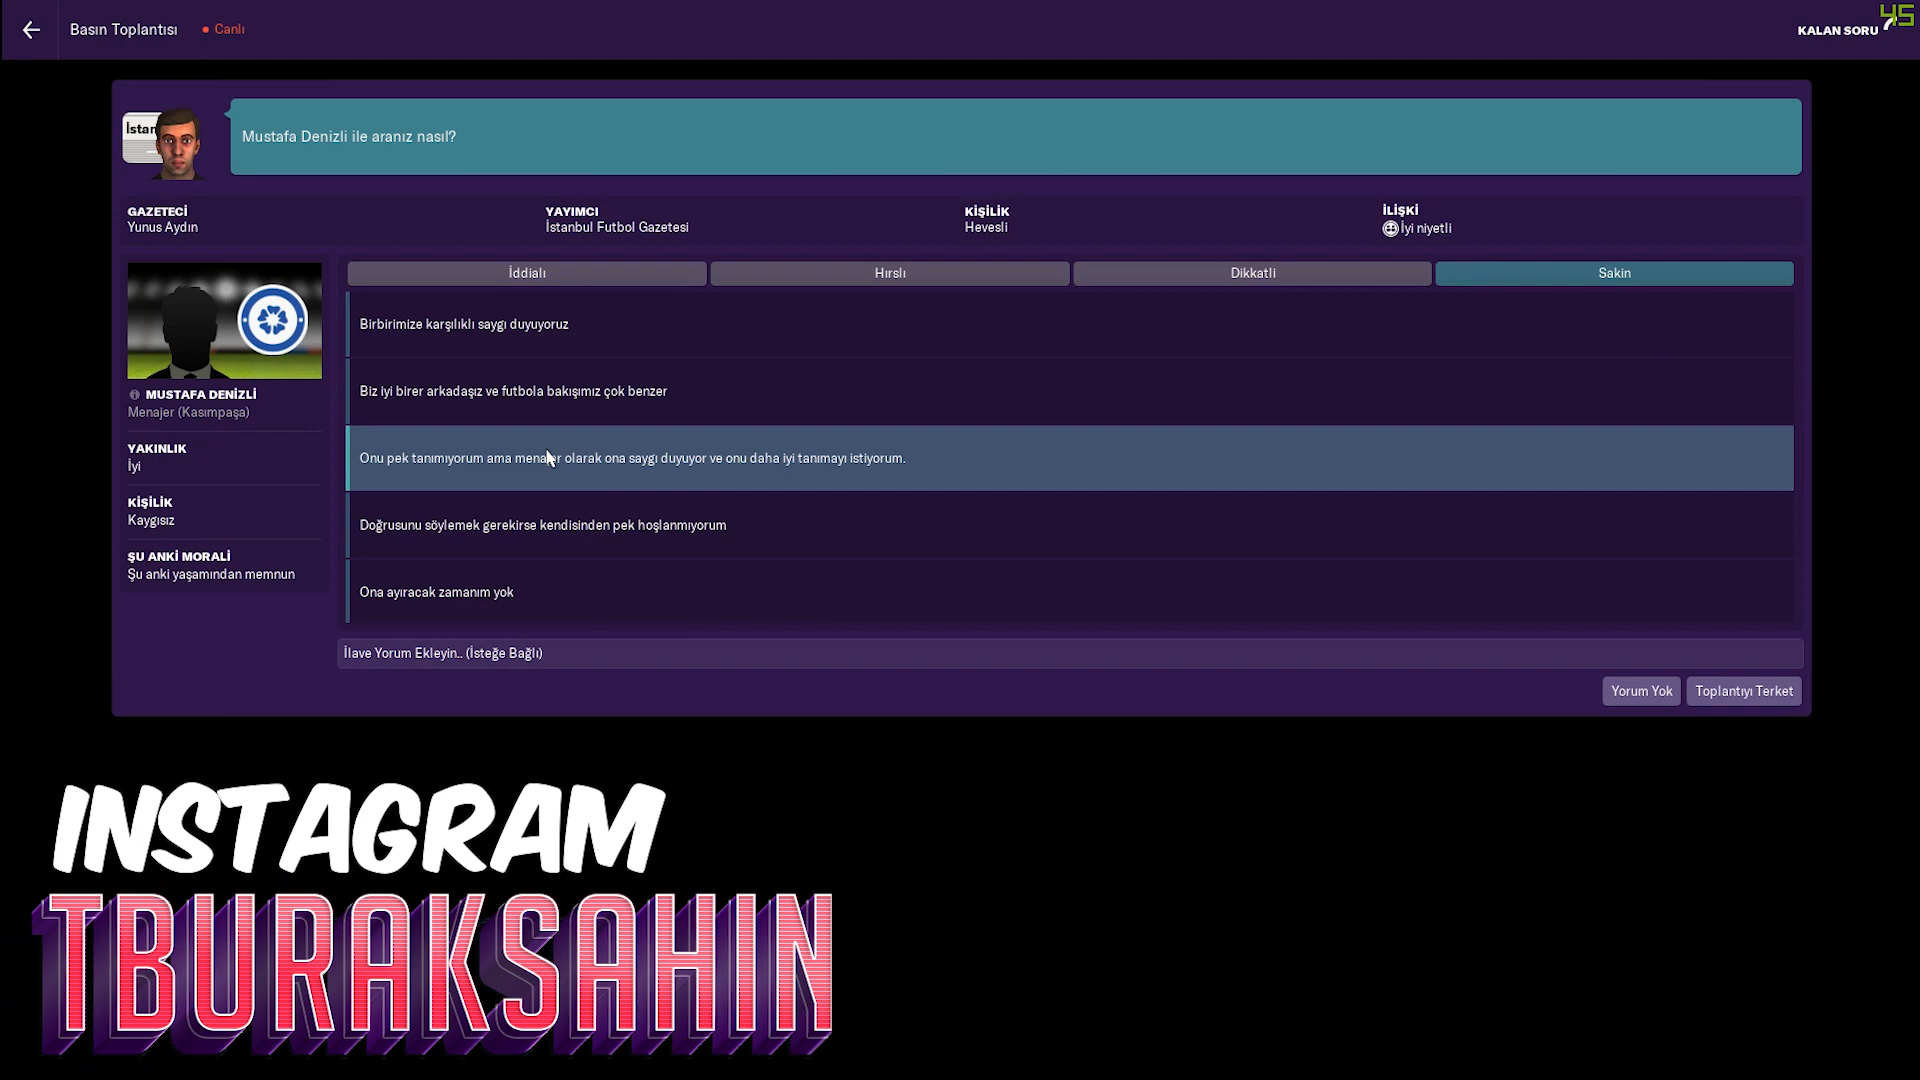 Basın Toplantısı
Canlı
KALAN SORU
45
İstan
Mustafa Denizli ile aranız nasıl?
GAZETECİ
Yunus Aydın
YAYIMCI
İstanbul Futbol Gazetesi
KİŞİLİK
Hevesli
İLİŞKİ
İyi niyetli
İddialı
Hırslı
Dikkatli
Sakin
MUSTAFA DENİZLİ
Menajer (Kasımpaşa)
YAKINLIK
İyi
KİŞİLİK
Kaygısız
ŞU ANKİ MORALİ
Şu anki yaşamından memnun
Birbirimize karşılıklı saygı duyuyoruz
Biz iyi birer arkadaşız ve futbola bakışımız çok benzer
Onu pek tanımıyorum ama menajer olarak ona saygı duyuyor ve onu daha iyi tanımayı istiyorum.
Doğrusunu söylemek gerekirse kendisinden pek hoşlanmıyorum
Ona ayıracak zamanım yok
İlave Yorum Ekleyin.. (İsteğe Bağlı)
Yorum Yok
Toplantıyı Terket
INSTAGRAM
TBURAKSAHIN